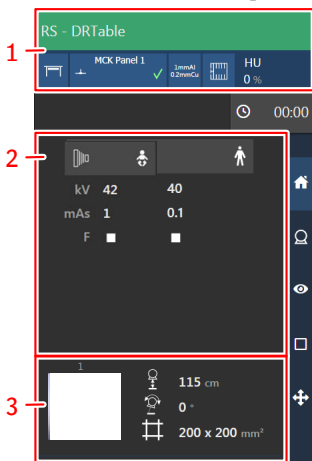 1
RS - DRTable
MCK Panel 1
1mmAl
0.2mmCu
HU
0 %
00:00
2
kV 42 40
mAs 1 0.1
F
3
1
115 cm
0 °
200 x 200 mm²